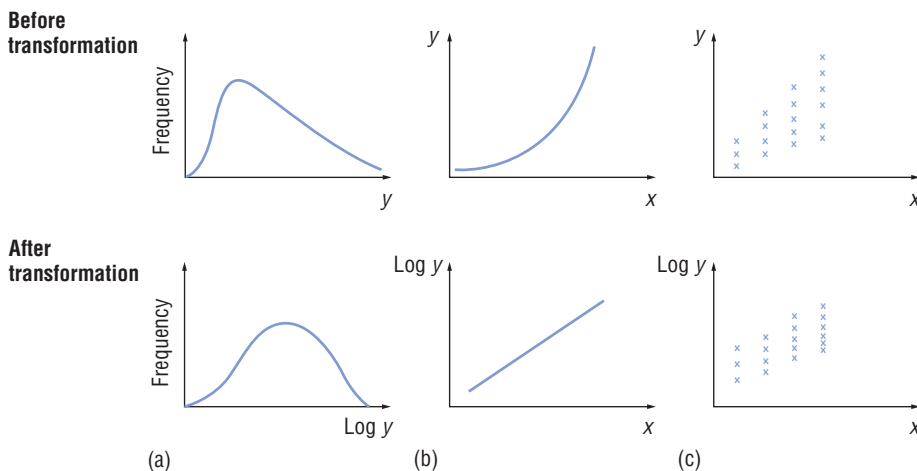 Before
transformation
Frequency
y
y
x
y
x
After
transformation
Frequency
Log y
Log y
x
Log y
x
(a)
(b)
(c)